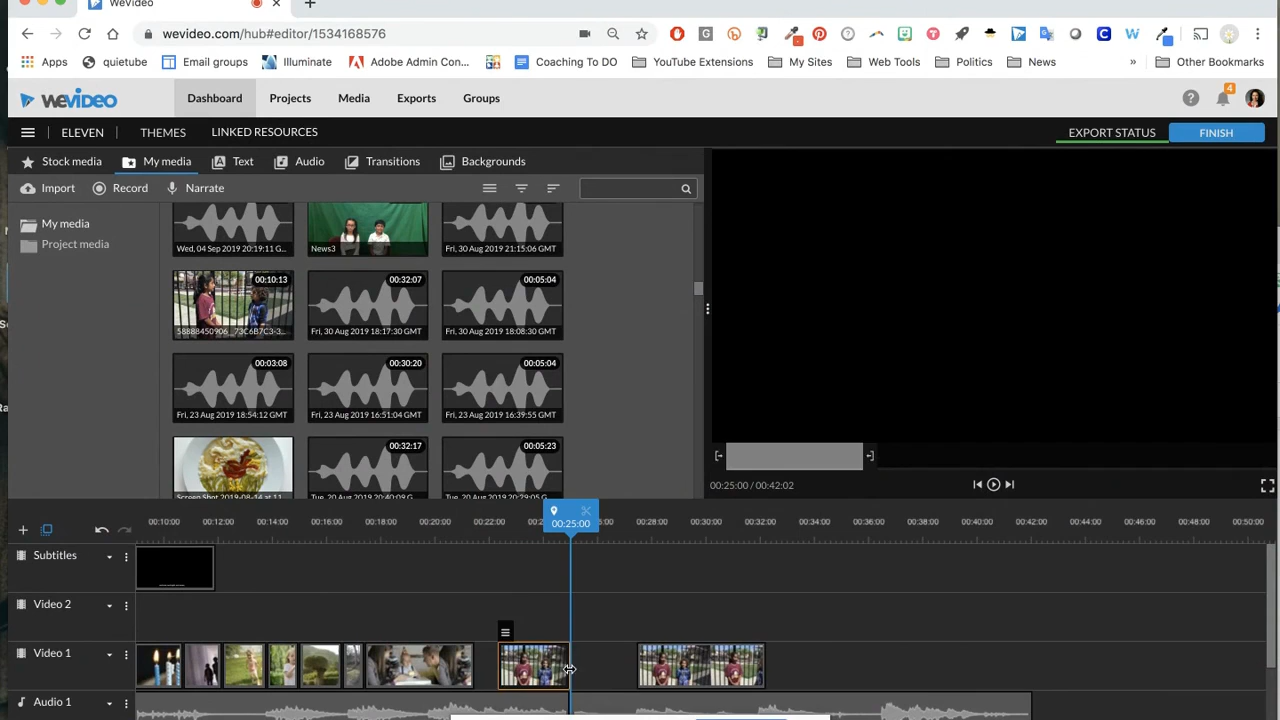 WeVideo
wevideo.com/hub#editor/1534168576
Apps quietube Email groups Illuminate Adobe Admin Con... Coaching To DO YouTube Extensions My Sites Web Tools Politics News » Other Bookmarks
WEVIDEO Dashboard Projects Media Exports Groups 4
ELEVEN THEMES LINKED RESOURCES EXPORT STATUS FINISH
Stock media My media Text Audio Transitions Backgrounds
Import Record Narrate
My media
Project media
Wed, 04 Sep 2019 20:19:11 G... News3 Fri, 30 Aug 2019 21:15:06 GMT
00:10:13 00:32:07 00:05:04
58888450906__73C6B7C3-3... Fri, 30 Aug 2019 18:17:30 GMT Fri, 30 Aug 2019 18:08:30 GMT
00:03:08 00:30:20 00:05:04
Fri, 23 Aug 2019 18:54:12 GMT Fri, 23 Aug 2019 16:51:04 GMT Fri, 23 Aug 2019 16:39:55 GMT
00:32:17 00:05:23
Screen Shot 2019-08-14 at 11 Tue, 20 Aug 2019 20:40:09 G Tue, 20 Aug 2019 20:29:05 G
00:25:00 / 00:42:02
00:25:00
00:10:00 00:12:00 00:14:00 00:16:00 00:18:00 00:20:00 00:22:00 00:28:00 00:30:00 00:32:00 00:34:00 00:36:00 00:38:00 00:40:00 00:42:00 00:44:00 00:46:00 00:48:00 00:50:00
Subtitles
Video 2
Video 1
Audio 1